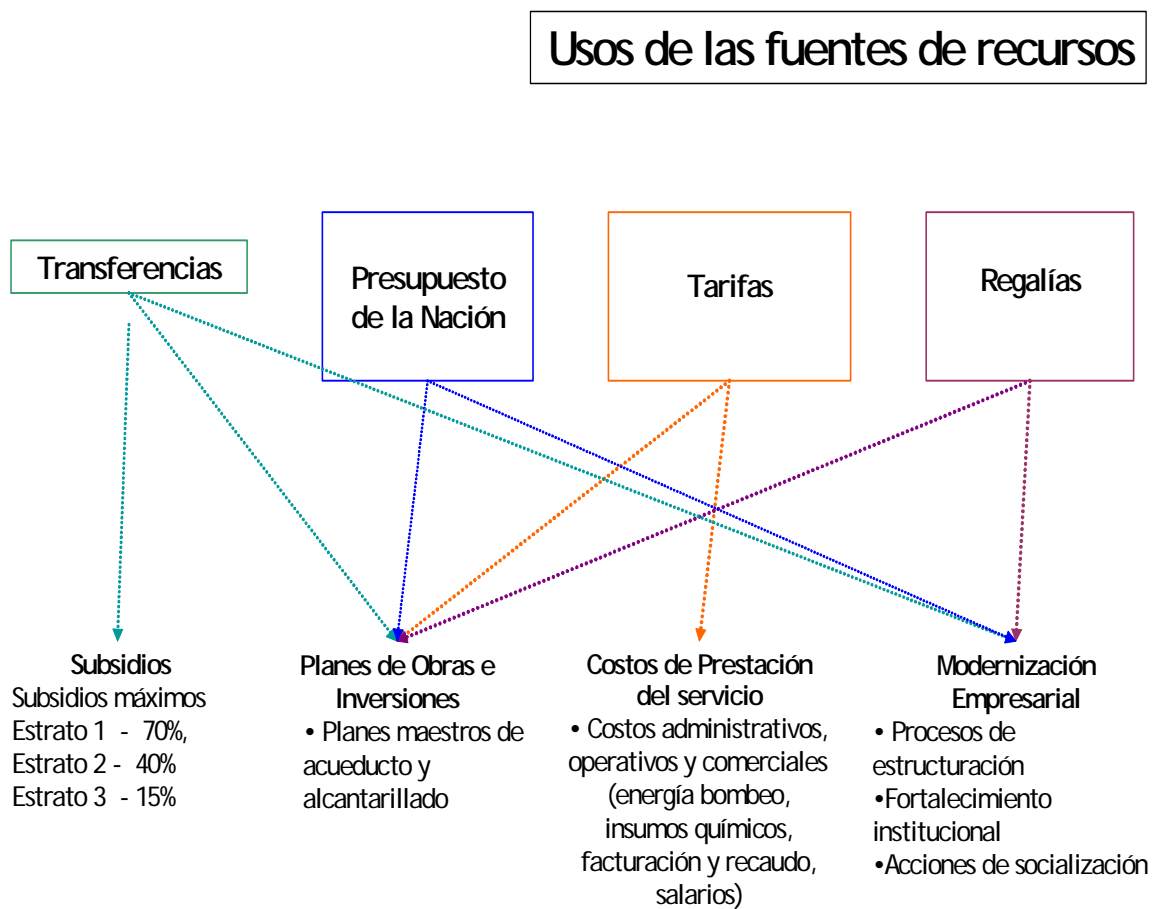 Usos de las fuentes de recursos
Transferencias
Presupuesto
de la Nación
Tarifas
Regalías
Subsidios
Subsidios máximos
Estrato 1 - 70%,
Estrato 2 - 40%
Estrato 3 - 15%
Planes de Obras e
Inversiones
• Planes maestros de
acueducto y
alcantarillado
Costos de Prestación
del servicio
• Costos administrativos,
operativos y comerciales
(energía bombeo,
insumos químicos,
facturación y recaudo,
salarios)
Modernización
Empresarial
• Procesos de
estructuración
•Fortalecimiento
institucional
•Acciones de socialización